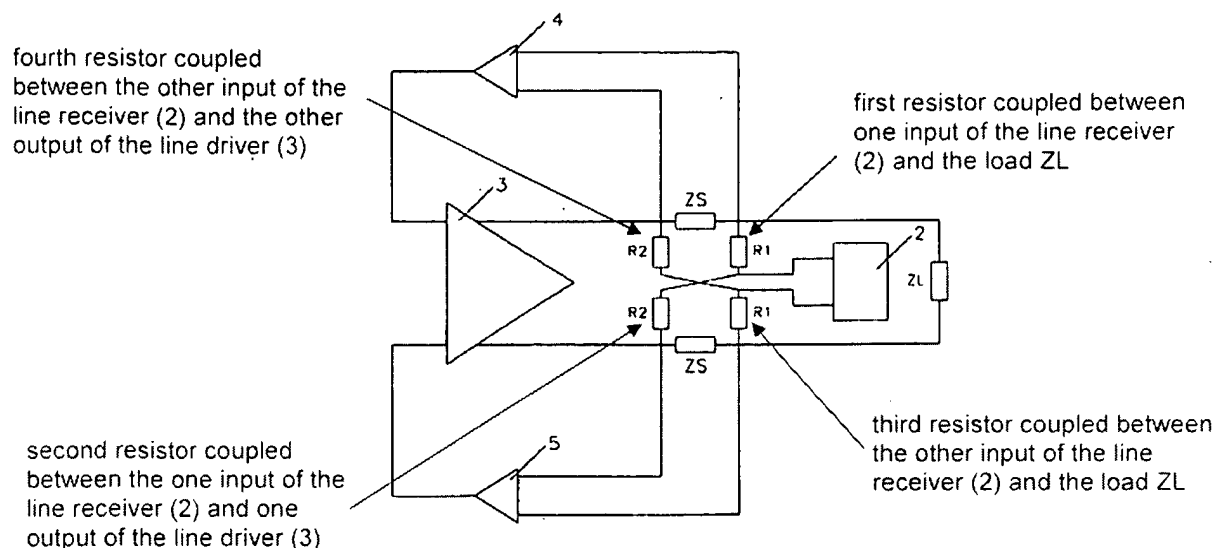 4
fourth resistor coupled
between the other input of the
line receiver (2) and the other
output of the line driver (3)
first resistor coupled between
one input of the line receiver
(2) and the load ZL
3
ZS
2
R2
R1
ZL
R2
R1
ZS
third resistor coupled between
the other input of the line
receiver (2) and the load ZL
5
second resistor coupled
between the one input of the
line receiver (2) and one
output of the line driver (3)